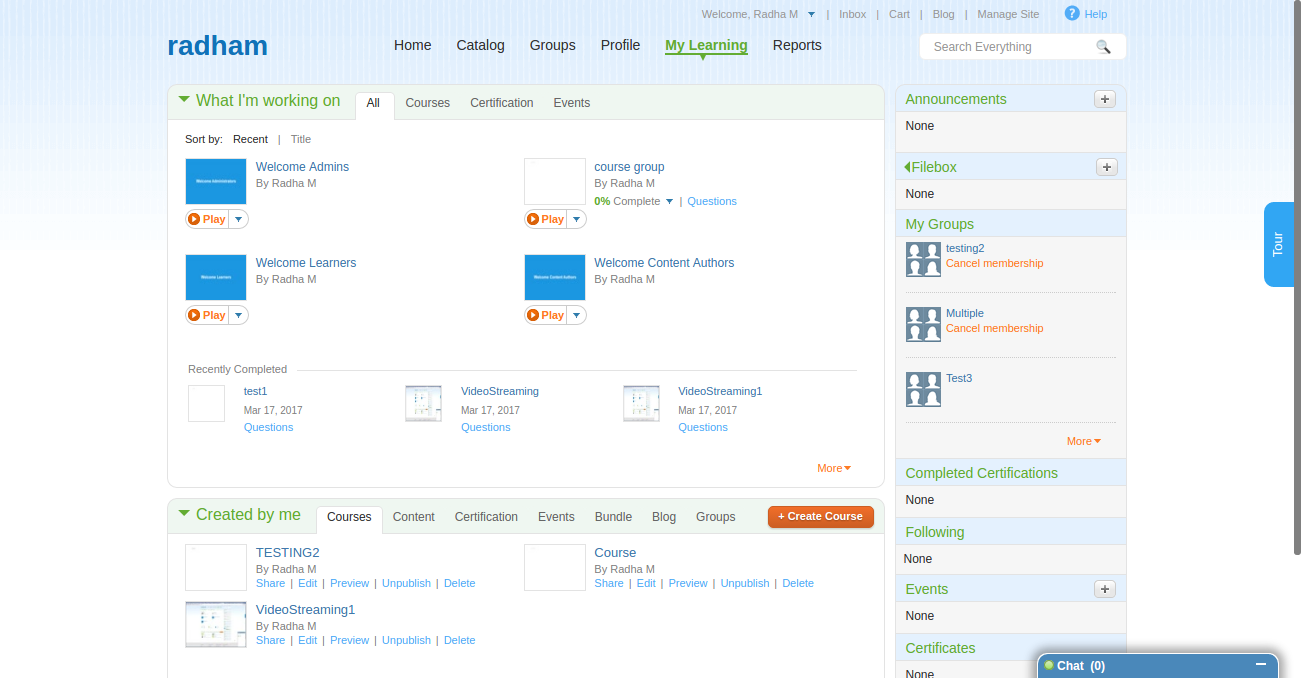 Welcome, Radha M | Inbox | Cart | Blog | Manage Site ? Help
radham
Home Catalog Groups Profile My Learning Reports
Search Everything
What I'm working on All Courses Certification Events
Sort by: Recent | Title
Welcome Administrators
Welcome Admins
By Radha M
Play
course group
By Radha M
0% Complete | Questions
Play
Welcome Learners
Welcome Learners
By Radha M
Play
Welcome Content Authors
Welcome Content Authors
By Radha M
Play
Recently Completed
test1
Mar 17, 2017
Questions
VideoStreaming
Mar 17, 2017
Questions
VideoStreaming1
Mar 17, 2017
Questions
More
Created by me Courses Content Certification Events Bundle Blog Groups + Create Course
TESTING2
By Radha M
Share | Edit | Preview | Unpublish | Delete
Course
By Radha M
Share | Edit | Preview | Unpublish | Delete
VideoStreaming1
By Radha M
Share | Edit | Preview | Unpublish | Delete
Announcements +
None
Filebox +
None
My Groups
testing2
Cancel membership
Multiple
Cancel membership
Test3
More
Completed Certifications
None
Following
None
Events +
None
Certificates
None
Tour
Chat (0)